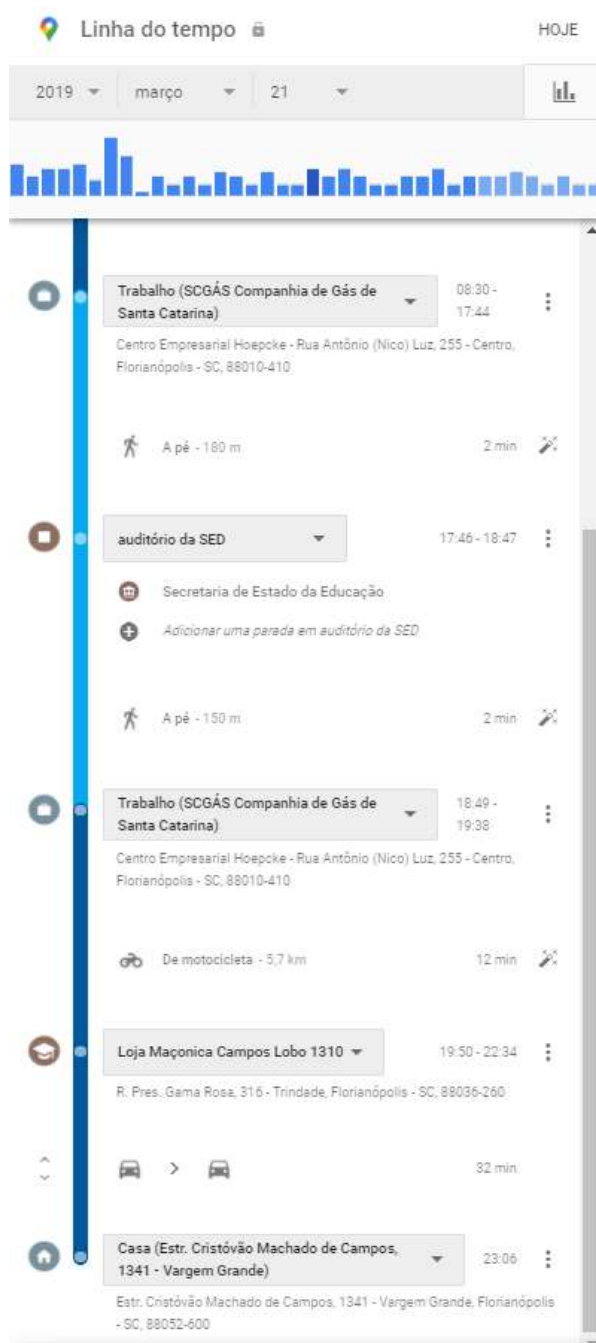 Linha do tempo
HOJE
2019
março
21
Trabalho (SCGÁS Companhia de Gás de
Santa Catarina)
08:30 -
17:44
Centro Empresarial Hoepcke - Rua Antônio (Nico) Luz, 255 - Centro,
Florianópolis - SC, 88010-410
A pé - 180 m
2 min
auditório da SED
17:46 - 18:47
Secretaria de Estado da Educação
Adicionar uma parada em auditório da SED
A pé - 150 m
2 min
Trabalho (SCGÁS Companhia de Gás de
Santa Catarina)
18:49 -
19:38
Centro Empresarial Hoepcke - Rua Antônio (Nico) Luz, 255 - Centro,
Florianópolis - SC, 88010-410
De motocicleta - 5,7 km
12 min
Loja Maçonica Campos Lobo 1310
19:50 - 22:34
R. Pres. Gama Rosa, 316 - Trindade, Florianópolis - SC, 88036-260
32 min
Casa (Estr. Cristóvão Machado de Campos,
1341 - Vargem Grande)
23:06
Estr. Cristóvão Machado de Campos, 1341 - Vargem Grande, Florianópolis
- SC, 88052-600